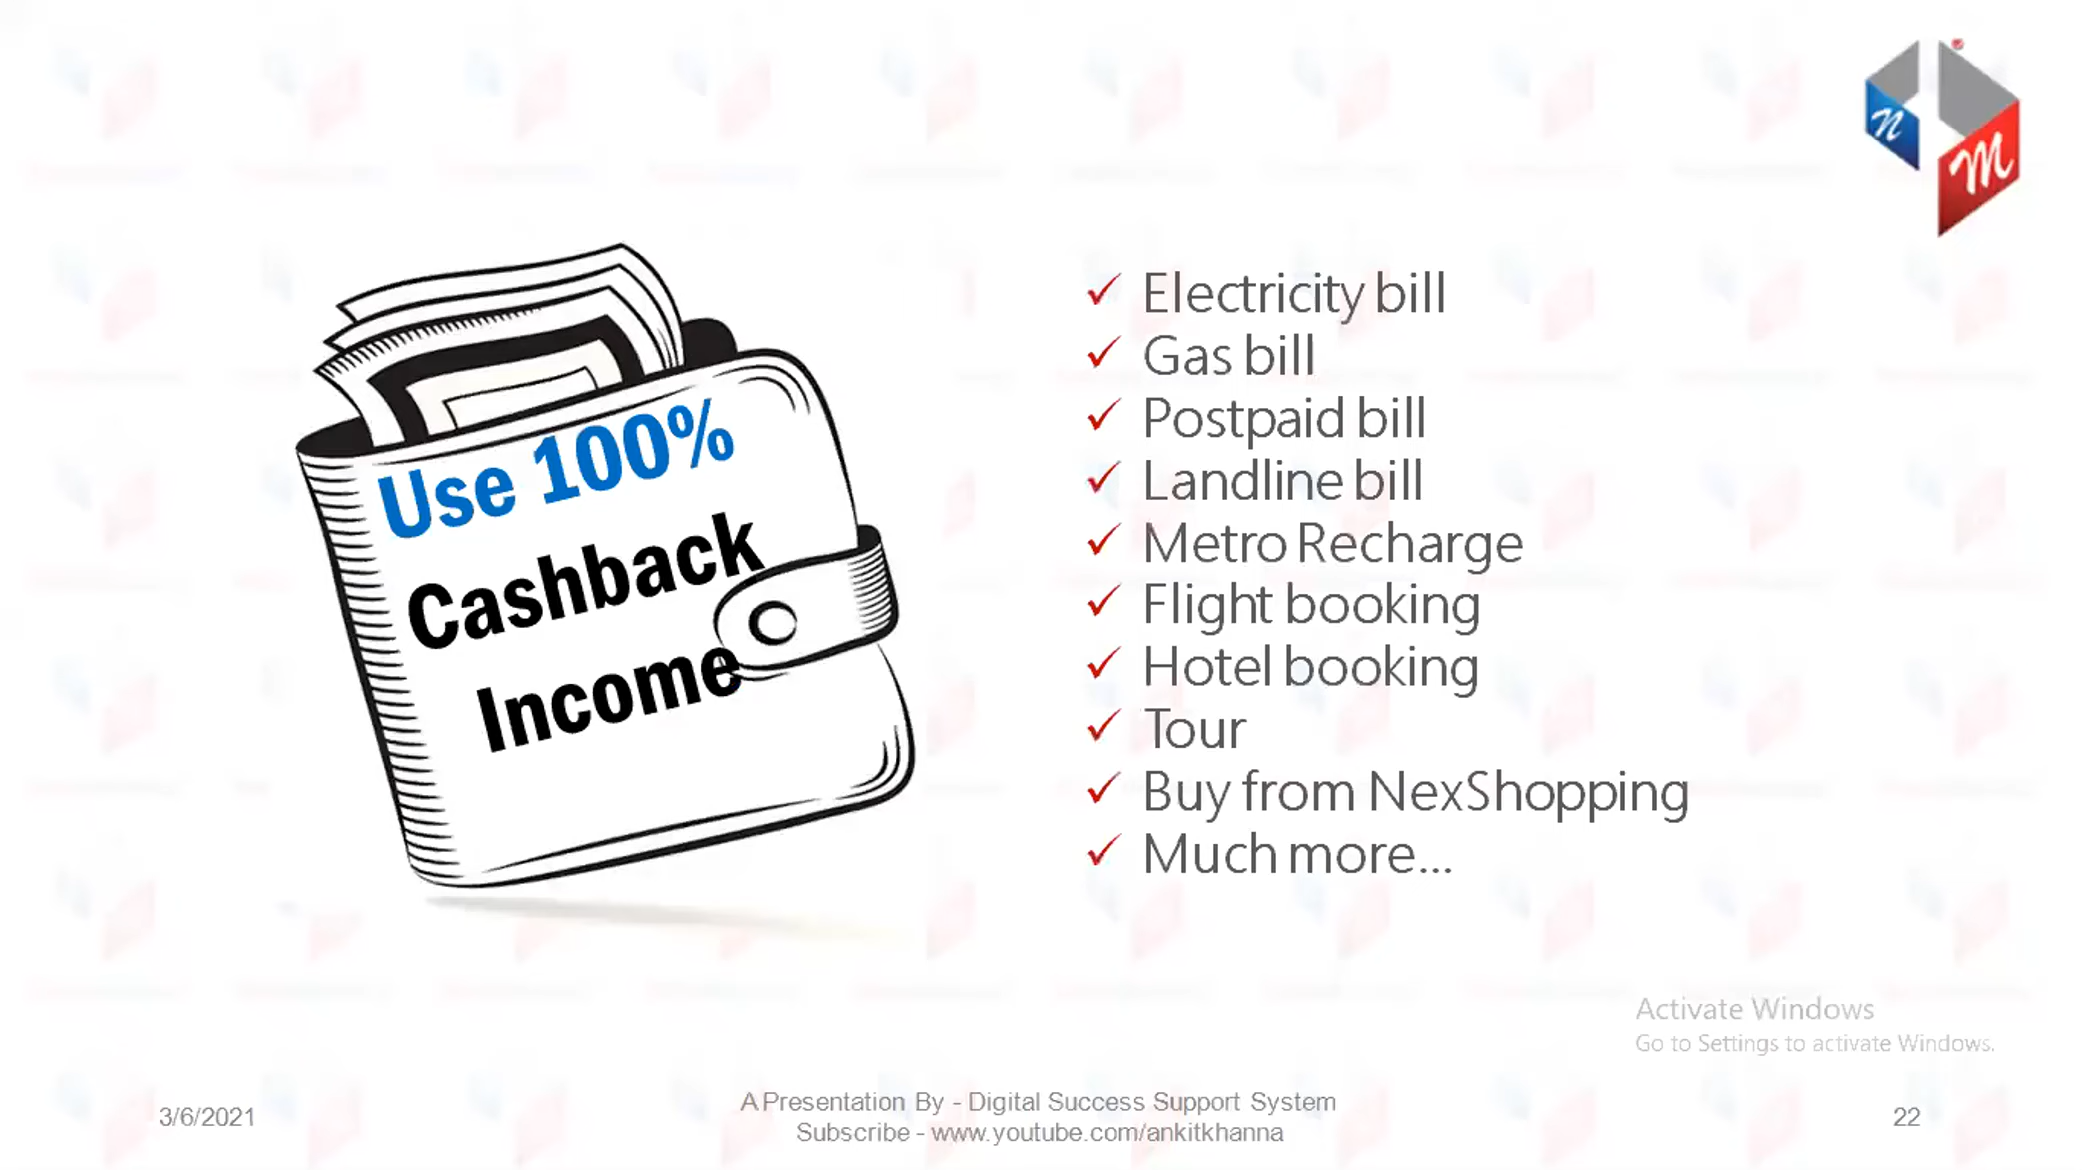 n
M
Use 100%
Cashback
Income
Electricity bill
Gas bill
Postpaid bill
Landline bill
Metro Recharge
Flight booking
Hotel booking
Tour
Buy from NexShopping
Much more...
Activate Windows
Go to Settings to activate Windows.
3/6/2021
A Presentation By - Digital Success Support System
Subscribe - www.youtube.com/ankitkhanna
22